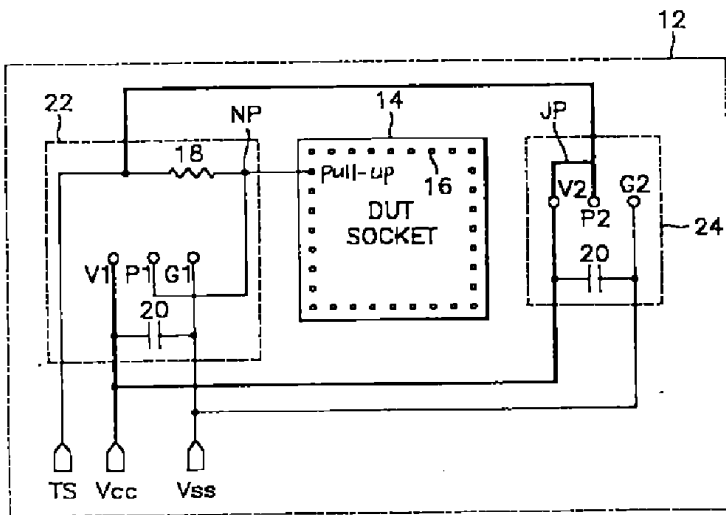 12
22
NP
14
JP
18
Pull-up
16
V2
G2
DUT
P2
24
SOCKET
V1
P1
G1
20
20
TS
Vcc
Vss